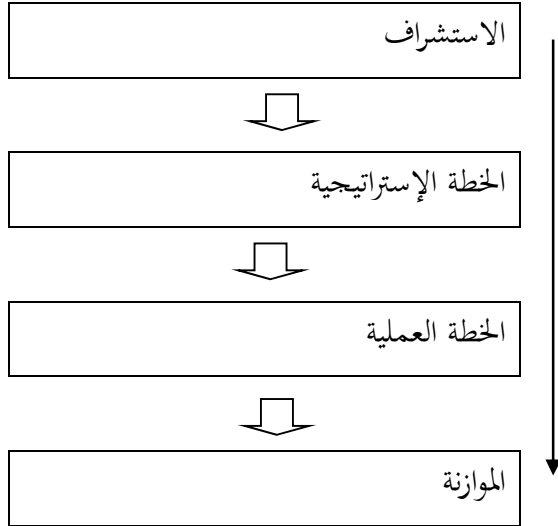 الاستشراف
الخطة الإستراتيجية
الخطة العملية
الموازنة